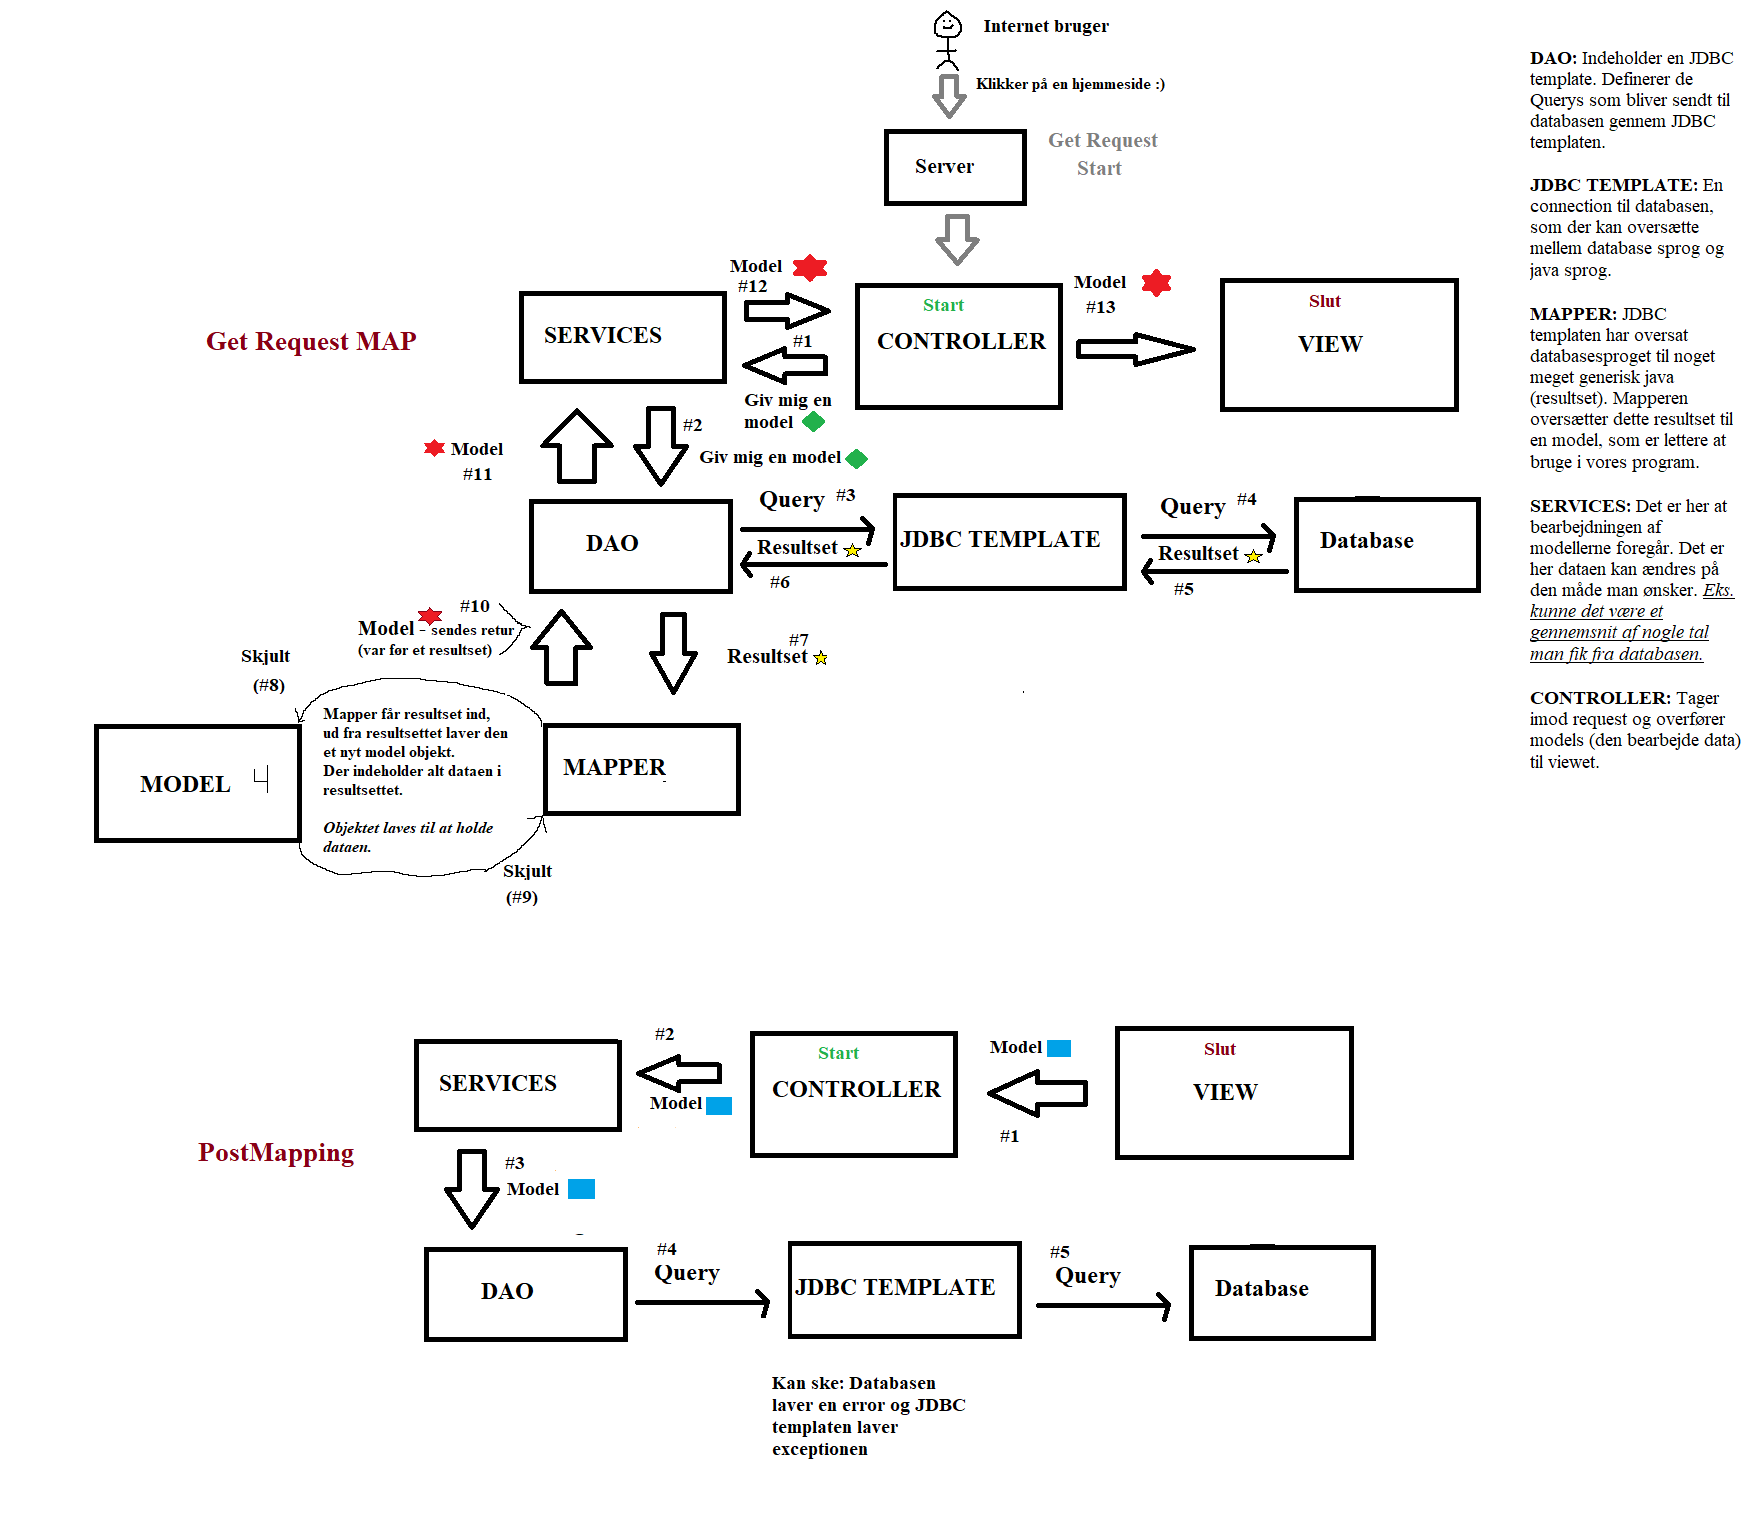 Internet bruger
Klikker på en hjemmeside :)
Server
Get Request
Start
Get Request MAP
Model
#12
#1
Giv mig en
model
SERVICES
Start
CONTROLLER
Model
#13
Slut
VIEW
Model
#11
#2
Giv mig en model
DAO
Query #3
Resultset
#6
JDBC TEMPLATE
Query #4
Resultset
#5
Database
#10
Model - sendes retur
(var før et resultset)
#7
Resultset
Skjult
(#8)
MODEL 4
Mapper får resultset ind,
ud fra resultsettet laver den
et nyt model objekt.
Der indeholder alt dataen i
resultsettet.
Objektet laves til at holde
dataen.
MAPPER
Skjult
(#9)
DAO: Indeholder en JDBC
template. Definerer de
Querys som bliver sendt til
databasen gennem JDBC
templaten.
JDBC TEMPLATE: En
connection til databasen,
som der kan oversætte
mellem database sprog og
java sprog.
MAPPER: JDBC
templaten har oversat
databasesproget til noget
meget generisk java
(resultset). Mapperen
oversætter dette resultset til
en model, som er lettere at
bruge i vores program.
SERVICES: Det er her at
bearbejdningen af
modellerne foregår. Det er
her dataen kan ændres på
den måde man ønsker. Eks.
kunne det være et
gennemsnit af nogle tal
man fik fra databasen.
CONTROLLER: Tager
imod request og overfører
models (den bearbejde data)
til viewet.
PostMapping
SERVICES
#2
Model
Start
CONTROLLER
Model
#1
Slut
VIEW
#3
Model
DAO
#4
Query
JDBC TEMPLATE
#5
Query
Database
Kan ske: Databasen
laver en error og JDBC
templaten laver
exceptionen